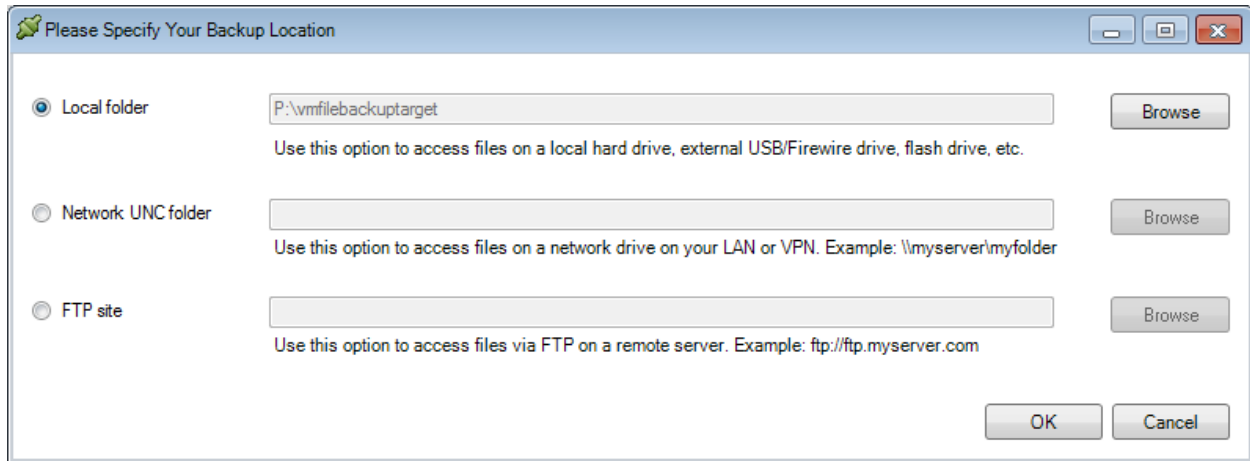 Please Specify Your Backup Location
Local folder
P:\vmfilebackuptarget
Browse
Use this option to access files on a local hard drive, external USB/Firewire drive, flash drive, etc.
Network UNC folder
Browse
Use this option to access files on a network drive on your LAN or VPN. Example: \\myserver\myfolder
FTP site
Browse
Use this option to access files via FTP on a remote server. Example: ftp://ftp.myserver.com
OK
Cancel